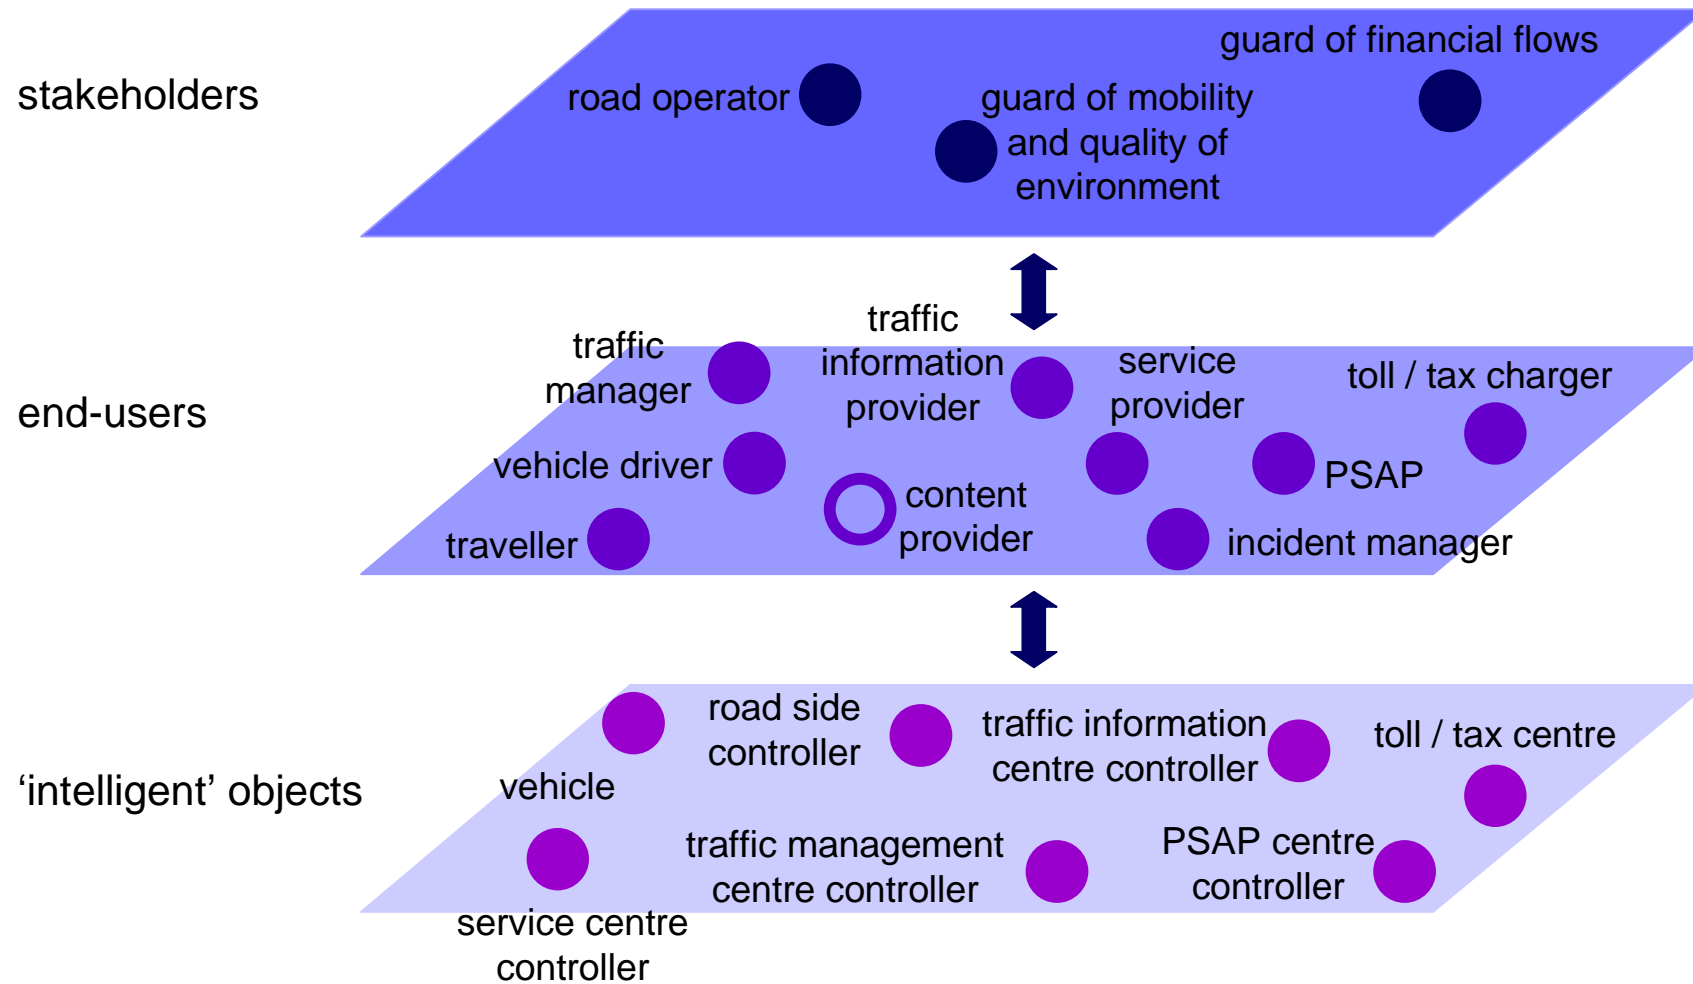 stakeholders
guard of financial flows
road operator
guard of mobility
and quality of
environment
end-users
traffic
manager
traffic
information
provider
service
provider
toll / tax charger
vehicle driver
PSAP
content
provider
traveller
incident manager
‘intelligent’ objects
road side
controller
traffic information
centre controller
toll / tax centre
vehicle
traffic management
centre controller
PSAP centre
controller
service centre
controller